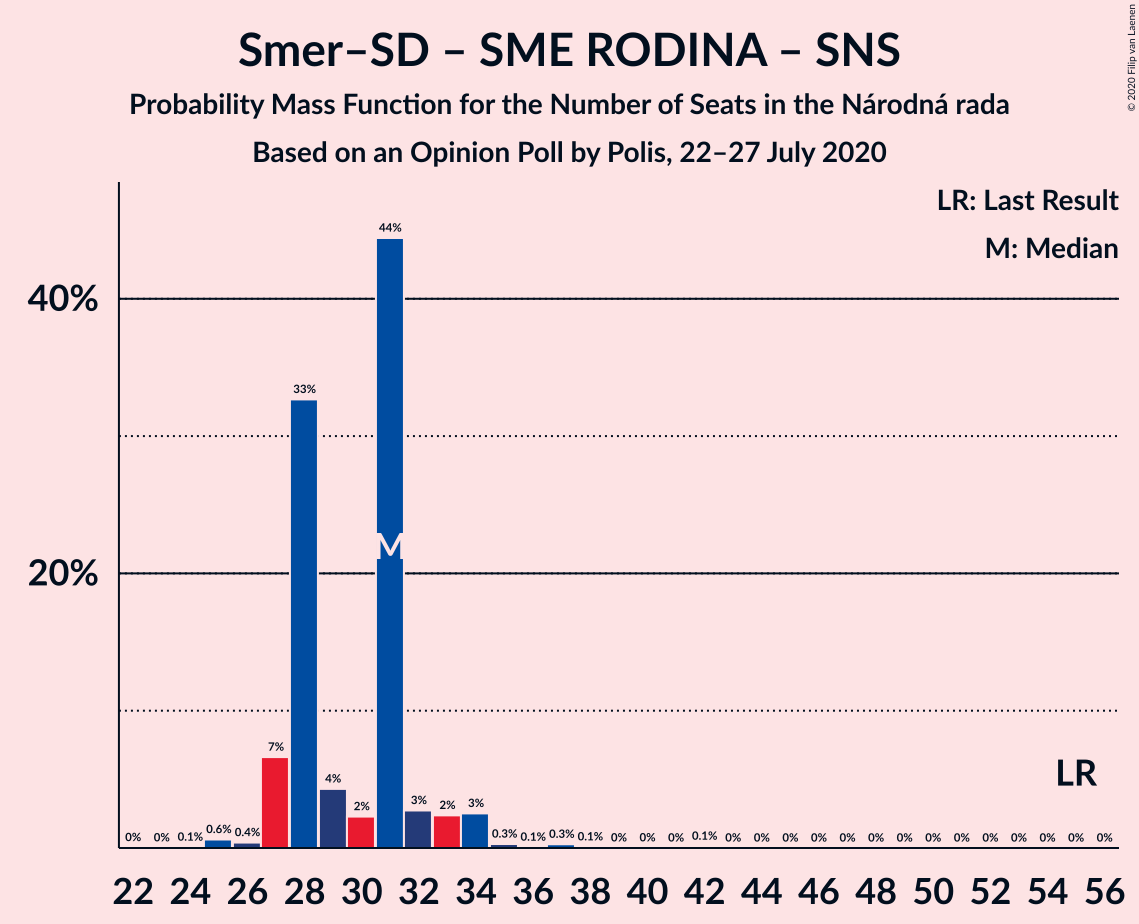 Smer–SD – SME RODINA – SNS
Probability Mass Function for the Number of Seats in the Národná rada
Based on an Opinion Poll by Polis, 22–27 July 2020
© 2020 Filip van Laenen
LR: Last Result
M: Median
40%
20%
0% 0% 0.1% 0.6% 0.4% 7% 33% 4% 2% 44% 3% 2% 3% 0.3% 0.1% 0.3% 0.1% 0% 0% 0% 0.1% 0% 0% 0% 0% 0% 0% 0% 0% 0% 0% 0% 0% 0% 0%
M
LR
22 24 26 28 30 32 34 36 38 40 42 44 46 48 50 52 54 56